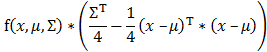 f(x, μ, Σ) * (Σᵀ/4 − 1/4 (x − μ)ᵀ * (x − μ))